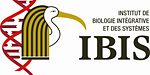 INSTITUT DE
BIOLOGIE INTÉGRATIVE
ET DES SYSTÈMES
IBIS